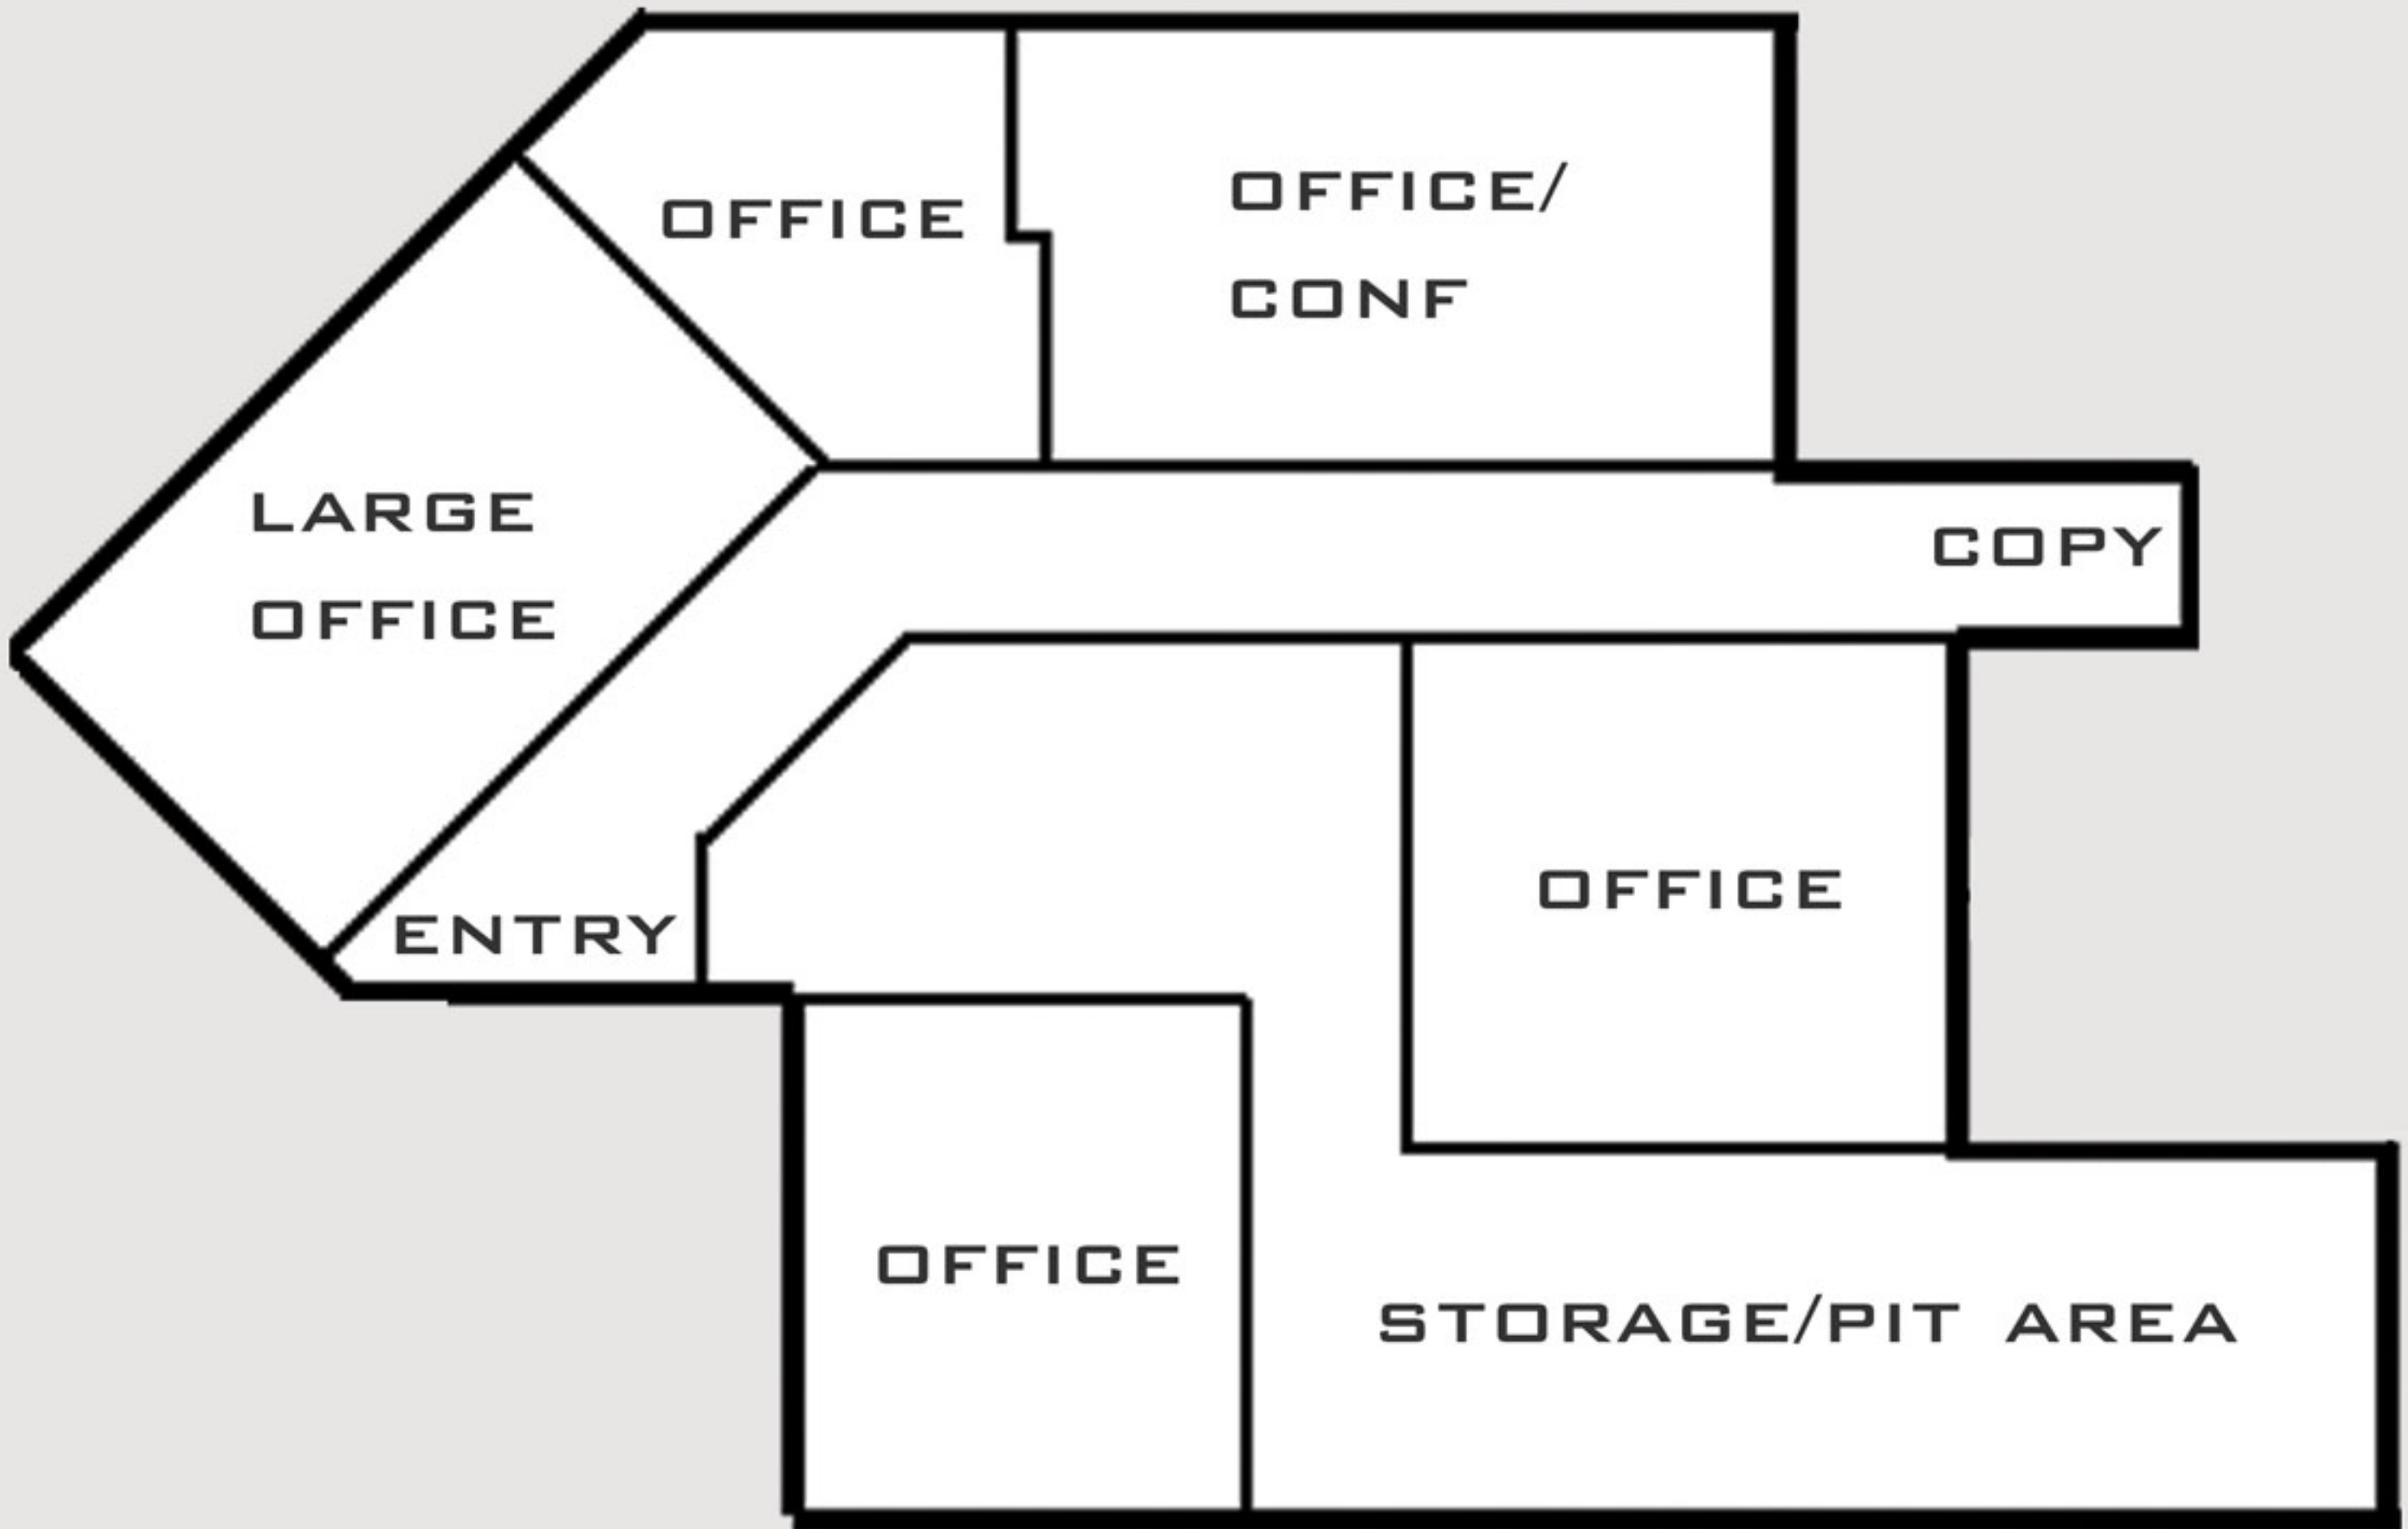 OFFICE
OFFICE/
CONF
LARGE
OFFICE
COPY
ENTRY
OFFICE
OFFICE
STORAGE/PIT AREA